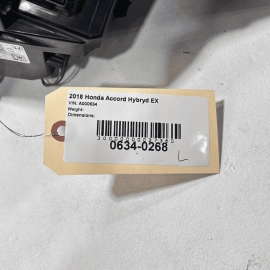 2018 Honda Accord Hybryd EX
VIN: A000634
Weight:
Dimensions:
0634-0268
L